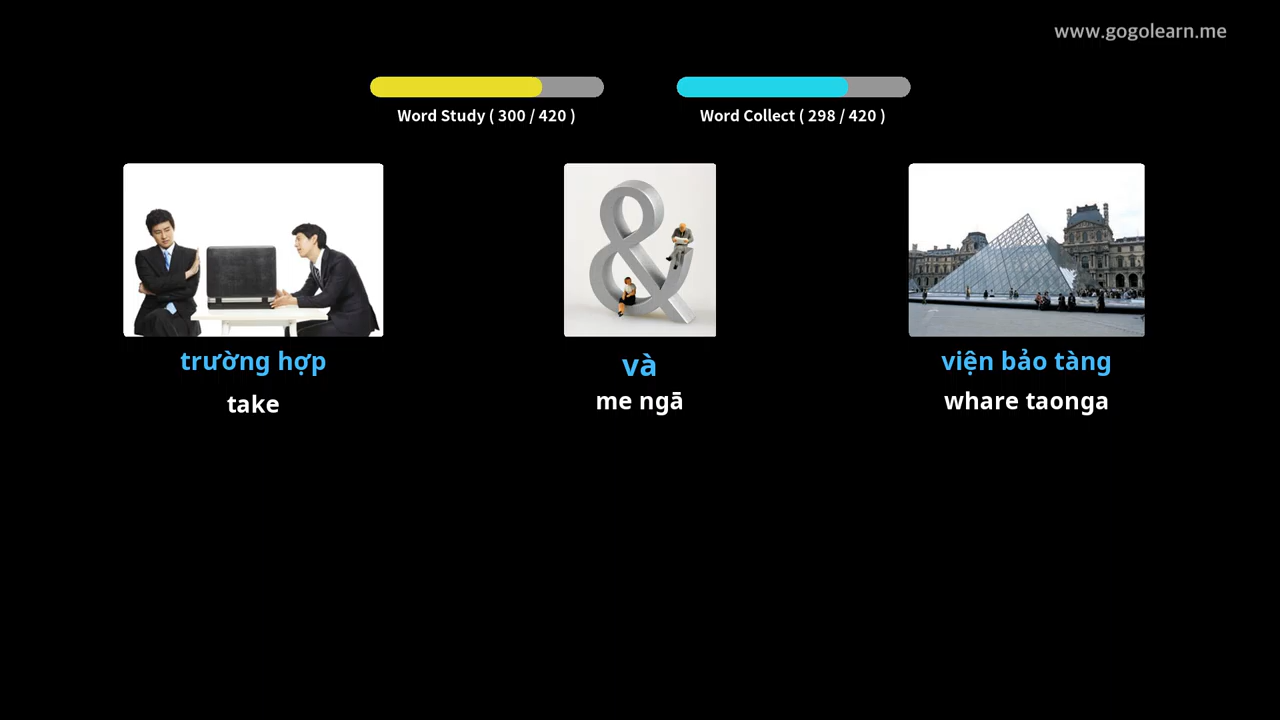 www.gogolearn.me
Word Study ( 300 / 420 )
Word Collect ( 298 / 420 )
trường hợp
take
và
me ngā
viện bảo tàng
whare taonga